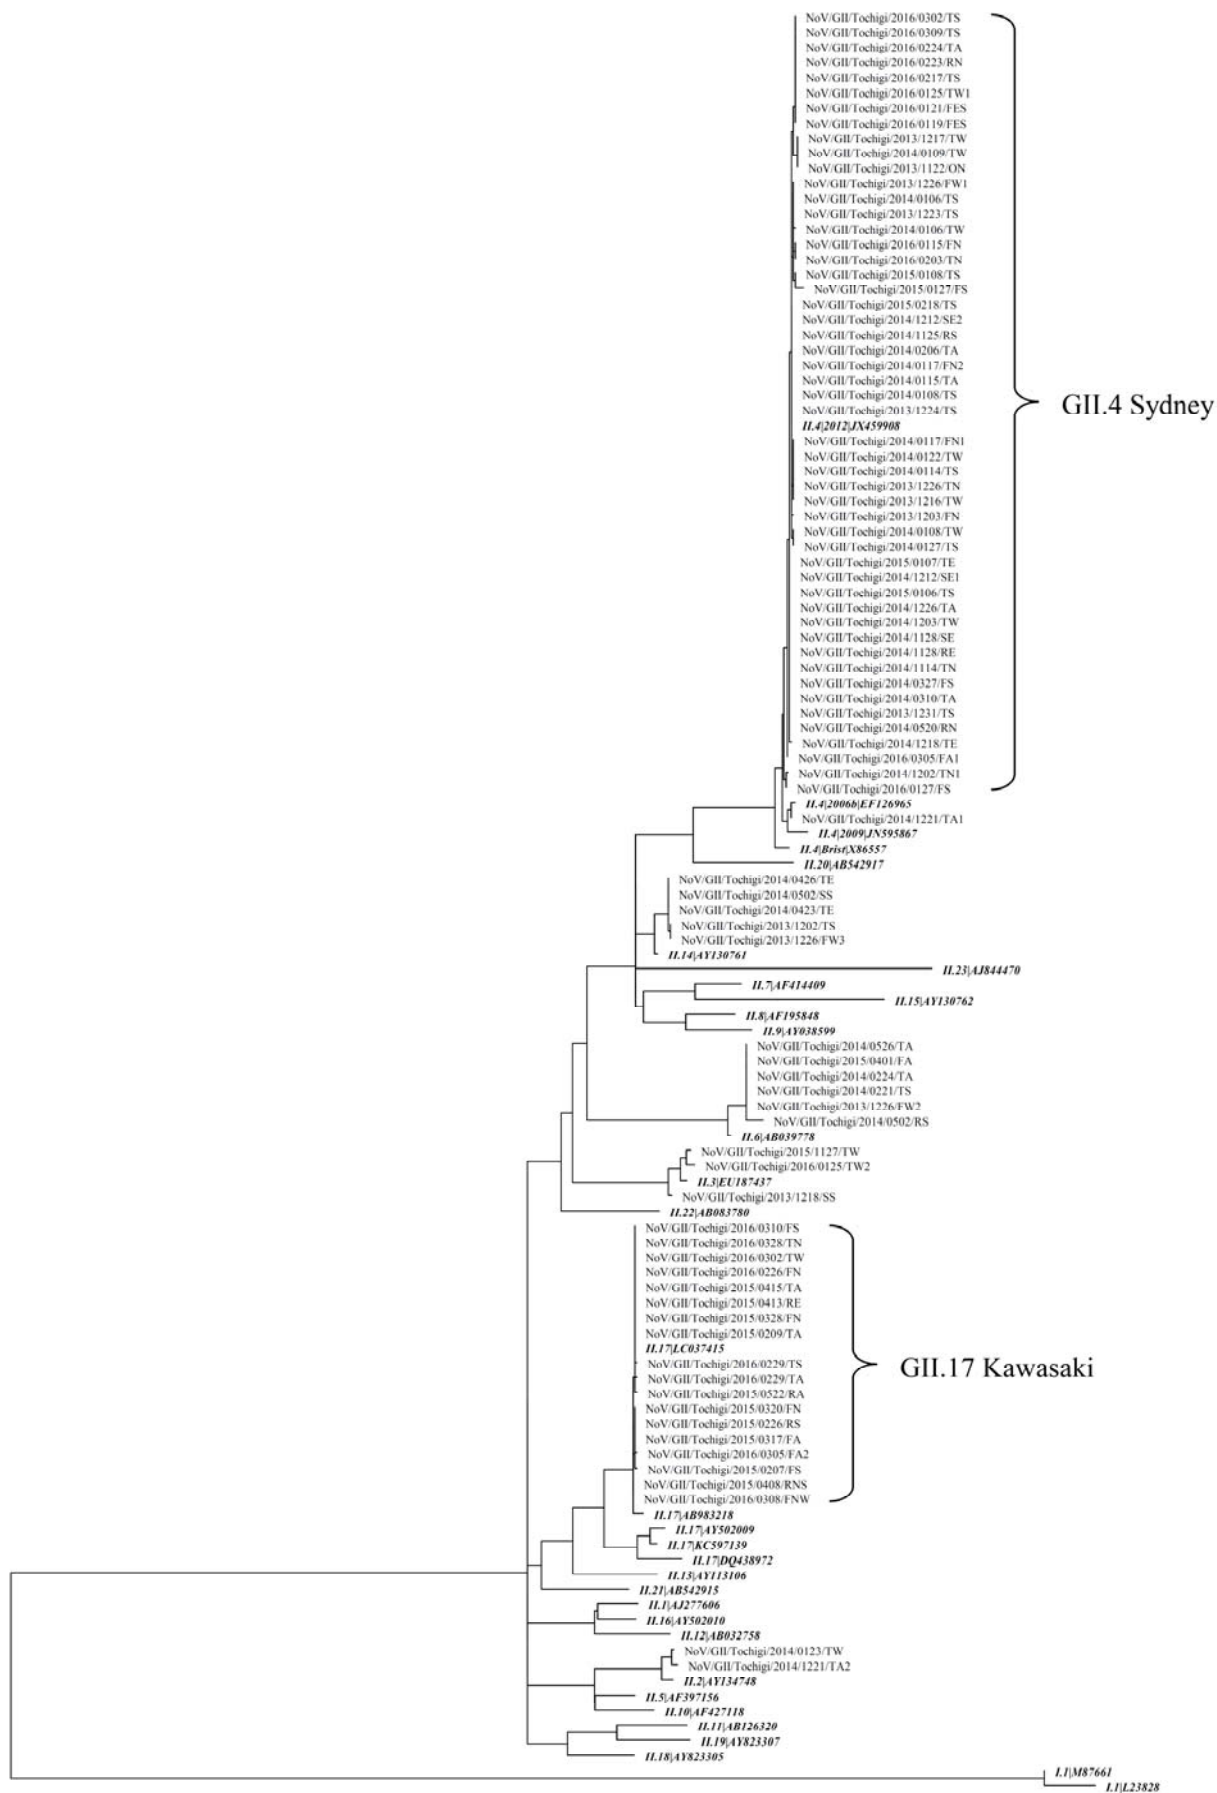 NoV/GII/Tochigi/2016/0302/TS
NoV/GII/Tochigi/2016/0309/TS
NoV/GII/Tochigi/2016/0224/TA
NoV/GII/Tochigi/2016/0223/RN
NoV/GII/Tochigi/2016/0217/TS
NoV/GII/Tochigi/2016/0125/TW1
NoV/GII/Tochigi/2016/0121/FES
NoV/GII/Tochigi/2016/0119/FES
NoV/GII/Tochigi/2013/1217/TW
NoV/GII/Tochigi/2014/0109/TW
NoV/GII/Tochigi/2013/1122/ON
NoV/GII/Tochigi/2013/1226/FW1
NoV/GII/Tochigi/2014/0106/TS
NoV/GII/Tochigi/2013/1223/TS
NoV/GII/Tochigi/2014/0106/TW
NoV/GII/Tochigi/2016/0115/FN
NoV/GII/Tochigi/2016/0203/TN
NoV/GII/Tochigi/2015/0108/TS
NoV/GII/Tochigi/2015/0127/FS
NoV/GII/Tochigi/2015/0218/TS
NoV/GII/Tochigi/2014/1212/SE2
NoV/GII/Tochigi/2014/1125/RS
NoV/GII/Tochigi/2014/0206/TA
NoV/GII/Tochigi/2014/0117/FN2
NoV/GII/Tochigi/2014/0115/TA
NoV/GII/Tochigi/2014/0108/TS
GII.4 Sydney
NoV/GII/Tochigi/2013/1224/TS
II.4|2012|JX459908
NoV/GII/Tochigi/2014/0117/FN1
NoV/GII/Tochigi/2014/0122/TW
NoV/GII/Tochigi/2014/0114/TS
NoV/GII/Tochigi/2013/1226/TN
NoV/GII/Tochigi/2013/1216/TW
NoV/GII/Tochigi/2013/1203/FN
NoV/GII/Tochigi/2014/0108/TW
NoV/GII/Tochigi/2014/0127/TS
NoV/GII/Tochigi/2015/0107/TE
NoV/GII/Tochigi/2014/1212/SE1
NoV/GII/Tochigi/2015/0106/TS
NoV/GII/Tochigi/2014/1226/TA
NoV/GII/Tochigi/2014/1203/TW
NoV/GII/Tochigi/2014/1128/SE
NoV/GII/Tochigi/2014/1128/RE
NoV/GII/Tochigi/2014/1114/TN
NoV/GII/Tochigi/2014/0327/FS
NoV/GII/Tochigi/2014/0310/TA
NoV/GII/Tochigi/2013/1231/TS
NoV/GII/Tochigi/2014/0520/RN
NoV/GII/Tochigi/2014/1218/TE
NoV/GII/Tochigi/2016/0305/FA1
NoV/GII/Tochigi/2014/1202/TN1
NoV/GII/Tochigi/2016/0127/FS
II.4|2006b|EF126965
NoV/GII/Tochigi/2014/1221/TA1
II.4|2009|JN595867
II.4|Brist|X86557
II.20|AB542917
NoV/GII/Tochigi/2014/0426/TE
NoV/GII/Tochigi/2014/0502/SS
NoV/GII/Tochigi/2014/0423/TE
NoV/GII/Tochigi/2013/1202/TS
NoV/GII/Tochigi/2013/1226/FW3
II.14|AY130761
II.23|AJ844470
II.7|AF414409
II.15|AY130762
II.8|AF195848
II.9|AY038599
NoV/GII/Tochigi/2014/0526/TA
NoV/GII/Tochigi/2015/0401/FA
NoV/GII/Tochigi/2014/0224/TA
NoV/GII/Tochigi/2014/0221/TS
NoV/GII/Tochigi/2013/1226/FW2
NoV/GII/Tochigi/2014/0502/RS
II.6|AB039778
NoV/GII/Tochigi/2015/1127/TW
NoV/GII/Tochigi/2016/0125/TW2
II.3|EU187437
NoV/GII/Tochigi/2013/1218/SS
II.22|AB083780
NoV/GII/Tochigi/2016/0310/FS
NoV/GII/Tochigi/2016/0328/TN
NoV/GII/Tochigi/2016/0302/TW
NoV/GII/Tochigi/2016/0226/FN
NoV/GII/Tochigi/2015/0415/TA
NoV/GII/Tochigi/2015/0413/RE
NoV/GII/Tochigi/2015/0328/FN
NoV/GII/Tochigi/2015/0209/TA
II.17|LC037415
NoV/GII/Tochigi/2016/0229/TS
GII.17 Kawasaki
NoV/GII/Tochigi/2016/0229/TA
NoV/GII/Tochigi/2015/0522/RA
NoV/GII/Tochigi/2015/0320/FN
NoV/GII/Tochigi/2015/0226/RS
NoV/GII/Tochigi/2015/0317/FA
NoV/GII/Tochigi/2016/0305/FA2
NoV/GII/Tochigi/2015/0207/FS
NoV/GII/Tochigi/2015/0408/RNS
NoV/GII/Tochigi/2016/0308/FNW
II.17|AB983218
II.17|AY502009
II.17|KC597139
II.17|DQ438972
II.13|AY113106
II.21|AB542915
II.1|AJ277606
II.16|AY502010
II.12|AB032758
NoV/GII/Tochigi/2014/0123/TW
NoV/GII/Tochigi/2014/1221/TA2
II.2|AY134748
II.5|AF397156
II.10|AF427118
II.11|AB126320
II.19|AY823307
II.18|AY823305
I.1|M87661
I.1|L23828